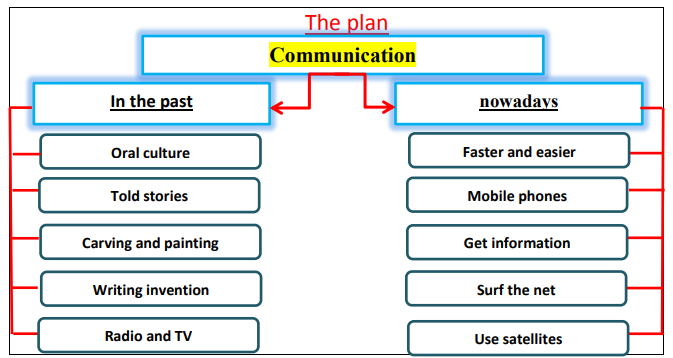 The plan
Communication
In the past
nowadays
Oral culture
Faster and easier
Told stories
Mobile phones
Carving and painting
Get information
Writing invention
Surf the net
Radio and TV
Use satellites